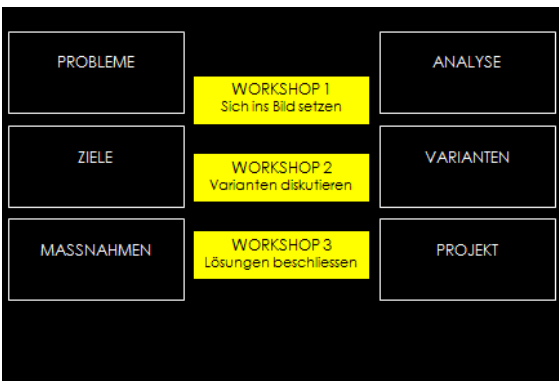 PROBLEME
ANALYSE
WORKSHOP 1
Sich ins Bild setzen
ZIELE
VARIANTEN
WORKSHOP 2
Varianten diskutieren
MASSNAHMEN
PROJEKT
WORKSHOP 3
Lösungen beschliessen